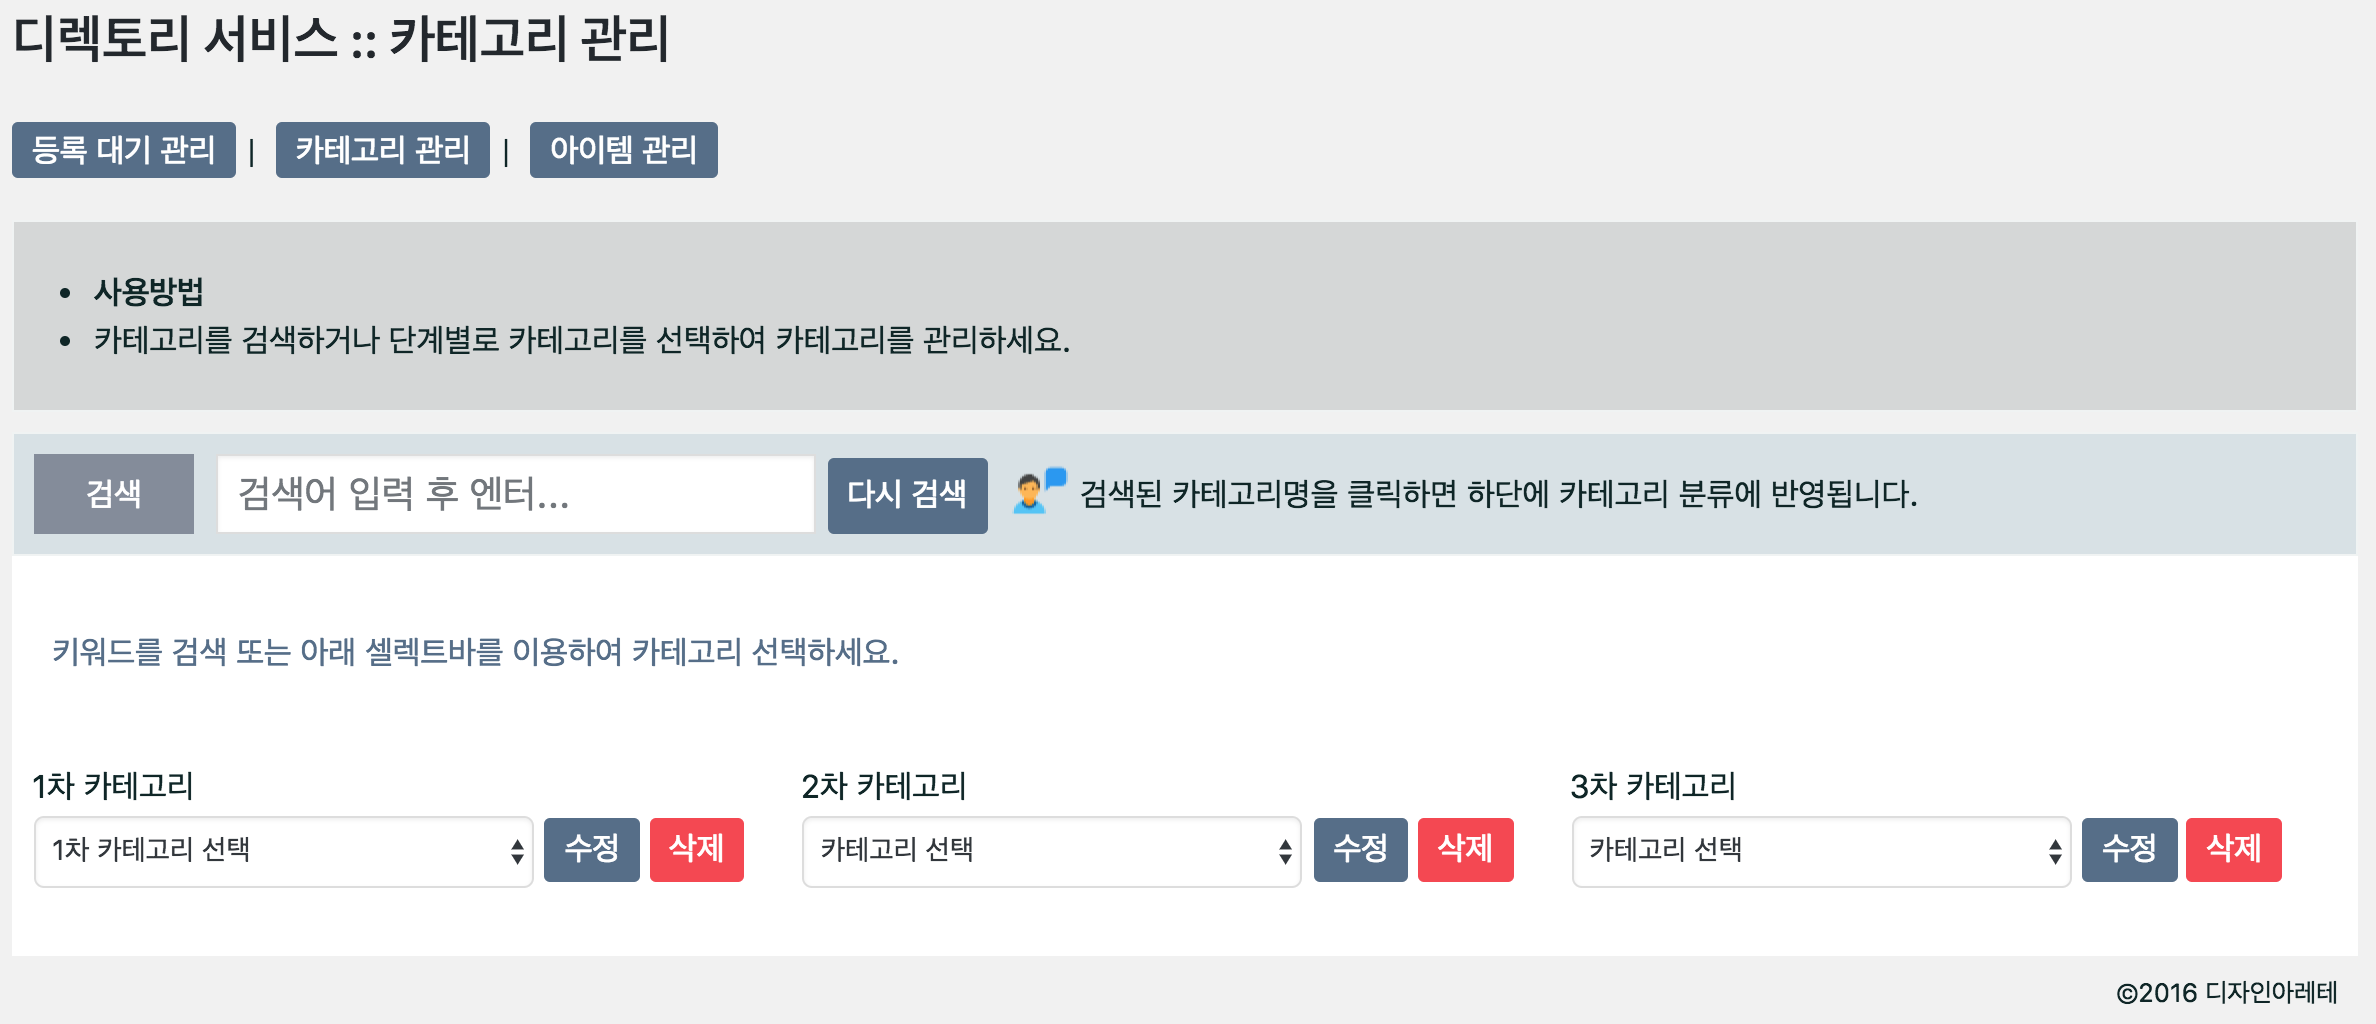 디렉토리 서비스 :: 카테고리 관리
등록 대기 관리 | 카테고리 관리 | 아이템 관리
• 사용방법
• 카테고리를 검색하거나 단계별로 카테고리를 선택하여 카테고리를 관리하세요.
검색 검색어 입력 후 엔터... 다시 검색 검색된 카테고리명을 클릭하면 하단에 카테고리 분류에 반영됩니다.
키워드를 검색 또는 아래 셀렉트바를 이용하여 카테고리 선택하세요.
1차 카테고리 2차 카테고리 3차 카테고리
1차 카테고리 선택 수정 삭제 카테고리 선택 수정 삭제 카테고리 선택 수정 삭제
©2016 디자인아레테